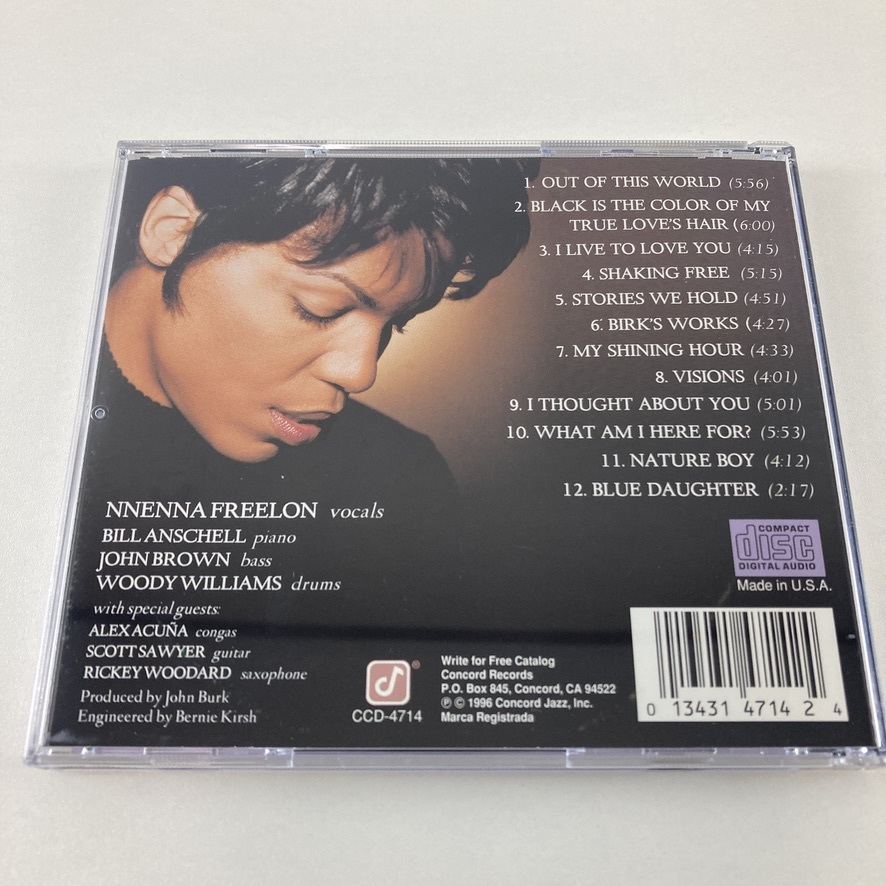 1. OUT OF THIS WORLD (5:56)
2. BLACK IS THE COLOR OF MY
TRUE LOVE'S HAIR (6:00)
3. I LIVE TO LOVE YOU (4:15)
4. SHAKING FREE (5:15)
5. STORIES WE HOLD (4:51)
6. BIRK'S WORKS (4:27)
7. MY SHINING HOUR (4:33)
8. VISIONS (4:01)
9. I THOUGHT ABOUT YOU (5:01)
10. WHAT AM I HERE FOR? (5:53)
11. NATURE BOY (4:12)
12. BLUE DAUGHTER (2:17)
NNENNA FREELON vocals
BILL ANSCHELL piano
JOHN BROWN bass
WOODY WILLIAMS drums
with special guests:
ALEX ACUÑA congas
SCOTT SAWYER guitar
RICKEY WOODARD saxophone
Produced by John Burk
Engineered by Bernie Kirsh
®
CCD-4714
Write for Free Catalog
Concord Records
P.O. Box 845, Concord, CA 94522
℗ © 1996 Concord Jazz, Inc.
Marca Registrada
COMPACT
disc
DIGITAL AUDIO
Made in U.S.A.
0 13431 4714 2 4